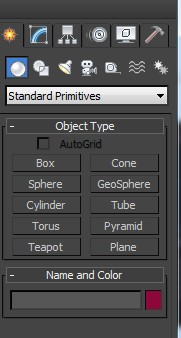 Standard Primitives
Object Type
AutoGrid
Box Cone
Sphere GeoSphere
Cylinder Tube
Torus Pyramid
Teapot Plane
Name and Color